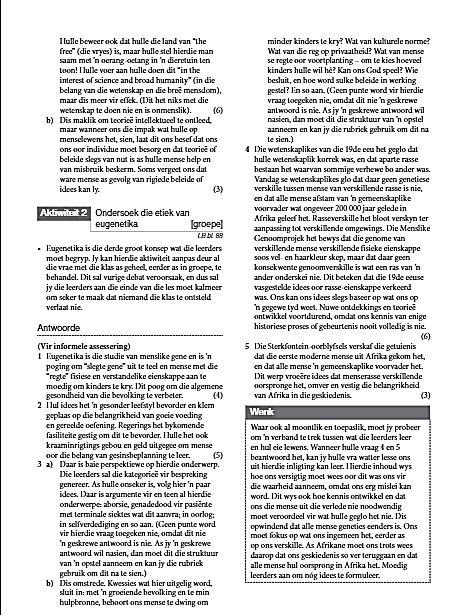 Hulle beweer ook dat hulle die land van "the
free" (die vryes) is, maar hulle stel hierdie man
saam met 'n oerang-oetang in 'n dieretuin ten
toon! Hulle voer aan hulle doen dit "in the
interest of science and broad humanity" (in die
belang van die wetenskap en die breë mensdom),
maar dis meer vir effek. (Dit het niks met die
wetenskap te doen nie en is onmenslik). (6)
b) Dis maklik om teorieë intellektueel te ontleed,
maar wanneer ons die impak wat hulle op
menselewens het, sien, laat dit ons besef dat ons
ons oor individue moet besorg en dat teorieë of
beleide slegs van nut is as hulle mense help en
van misbruik beskerm. Soms vergeet ons dat
ware mense as gevolg van rigiede beleide of
idees kan ly. (3)
Aktiwiteit 2 Ondersoek die etiek van
eugenetika [groepe]
LB bl. 88
• Eugenetika is die derde groot konsep wat die leerders
moet begryp. Jy kan hierdie aktiwiteit aanpas deur al
die vrae met die klas as geheel, eerder as in groepe, te
behandel. Dit sal vurige debat veroorsaak, en dus sal
jy die leerders aan die einde van die les moet kalmeer
om seker te maak dat niemand die klas te ontsteld
verlaat nie.
Antwoorde
(Vir informele assessering)
1 Eugenetika is die studie van menslike gene en is 'n
poging om "slegte gene" uit te teel en mense met die
"regte" fisiese en verstandelike eienskappe aan te
moedig om kinders te kry. Dit poog om die algemene
gesondheid van die bevolking te verbeter. (4)
2 Hul idees het 'n gesonder leefstyl bevorder en klem
geplaas op die belangrikheid van goeie voeding
en gereelde oefening. Regerings het bykomende
fasiliteite gestig om dit te bevorder. Hulle het ook
kraaminrigtings gebou en geld uitgegee om mense
oor die belang van gesinsbeplanning te leer. (5)
3 a) Daar is baie perspektiewe op hierdie onderwerp.
Die leerders sal die kategorieë vir bespreking
genereer. As hulle onseker is, volg hier 'n paar
idees. Daar is argumente vir en teen al hierdie
onderwerpe: aborsie, genadedood vir pasiënte
met terminale siektes wat dit aanvra; in oorlog;
in selfverdediging en so aan. (Geen punte word
vir hierdie vraag toegeken nie, omdat dit nie
'n geskrewe antwoord is nie. As jy 'n geskrewe
antwoord wil nasien, dan moet dit die struktuur
van 'n opstel aanneem en kan jy die rubriek
gebruik om dit na te sien.)
b) Dis omstrede. Kwessies wat hier uitgelig word,
sluit in: met 'n groeiende bevolking en te min
hulpbronne, behoort ons mense te dwing om
minder kinders te kry? Wat van kulturele norme?
Wat van die reg op privaatheid? Wat van mense
se regte oor voortplanting – om te kies hoeveel
kinders hulle wil hê? Kan ons God speel? Wie
besluit, en hoe word sulke beleide in werking
gestel? En so aan. (Geen punte word vir hierdie
vraag toegeken nie, omdat dit nie 'n geskrewe
antwoord is nie. As jy 'n geskrewe antwoord wil
nasien, dan moet dit die struktuur van 'n opstel
aanneem en kan jy die rubriek gebruik om dit na
te sien.)
4 Die wetenskaplikes van die 19de eeu het geglo dat
hulle wetenskaplik korrek was, en dat aparte rasse
bestaan het waarvan sommige verhewe bo ander was.
Vandag se wetenskaplikes glo dat daar geen genetiese
verskille tussen mense van verskillende rasse is nie,
en dat alle mense afstam van 'n gemeenskaplike
voorvader wat ongeveer 200 000 jaar gelede in
Afrika geleef het. Rasseverskille het bloot verskyn ter
aanpassing tot verskillende omgewings. Die Menslike
Genoomprojek het bewys dat die genome van
verskillende mense verskillende fisieke eienskappe
soos vel- en haarkleur skep, maar dat daar geen
konsekwente genoomverskille is wat een ras van 'n
ander onderskei nie. Dit beteken dat die 19de eeuse
vasgestelde idees oor rasse-eienskappe verkeerd
was. Ons kan ons idees slegs baseer op wat ons op
'n gegewe tyd weet. Nuwe ontdekkings en teorieë
ontwikkel voortdurend, omdat ons kennis van enige
historiese proses of gebeurtenis nooit volledig is nie.
(6)
5 Die Sterkfontein-oorblyfsels verskaf die getuienis
dat die eerste moderne mense uit Afrika gekom het,
en dat alle mense 'n gemeenskaplike voorvader het.
Dit werp vroeëre idees dat menserasse verskillende
oorspronge het, omver en vestig die belangrikheid
van Afrika in die geskiedenis. (3)
Wenk
Waar ook al moontlik en toepaslik, moet jy probeer
om 'n verband te trek tussen wat die leerders leer
en hul eie lewens. Wanneer hulle vraag 4 en 5
beantwoord het, kan jy hulle vra watter lesse ons
uit hierdie inligting kan leer. Hierdie inhoud wys
hoe ons versigtig moet wees oor dit was ons vir
die waarheid aanneem, omdat ons erg mislei kan
word. Dit wys ook hoe kennis ontwikkel en dat
ons die mense uit die verlede nie noodwendig
moet veroordeel vir wat hulle geglo het nie. Dis
opwindend dat alle mense geneties eenders is. Ons
moet fokus op wat ons ingemeen het, eerder as
op ons verskille. As Afrikane moet ons trots wees
daarop dat ons geskiedenis so ver teruggaan en dat
alle mense hul oorsprong in Afrika het. Moedig
leerders aan om nóg idees te formuleer.